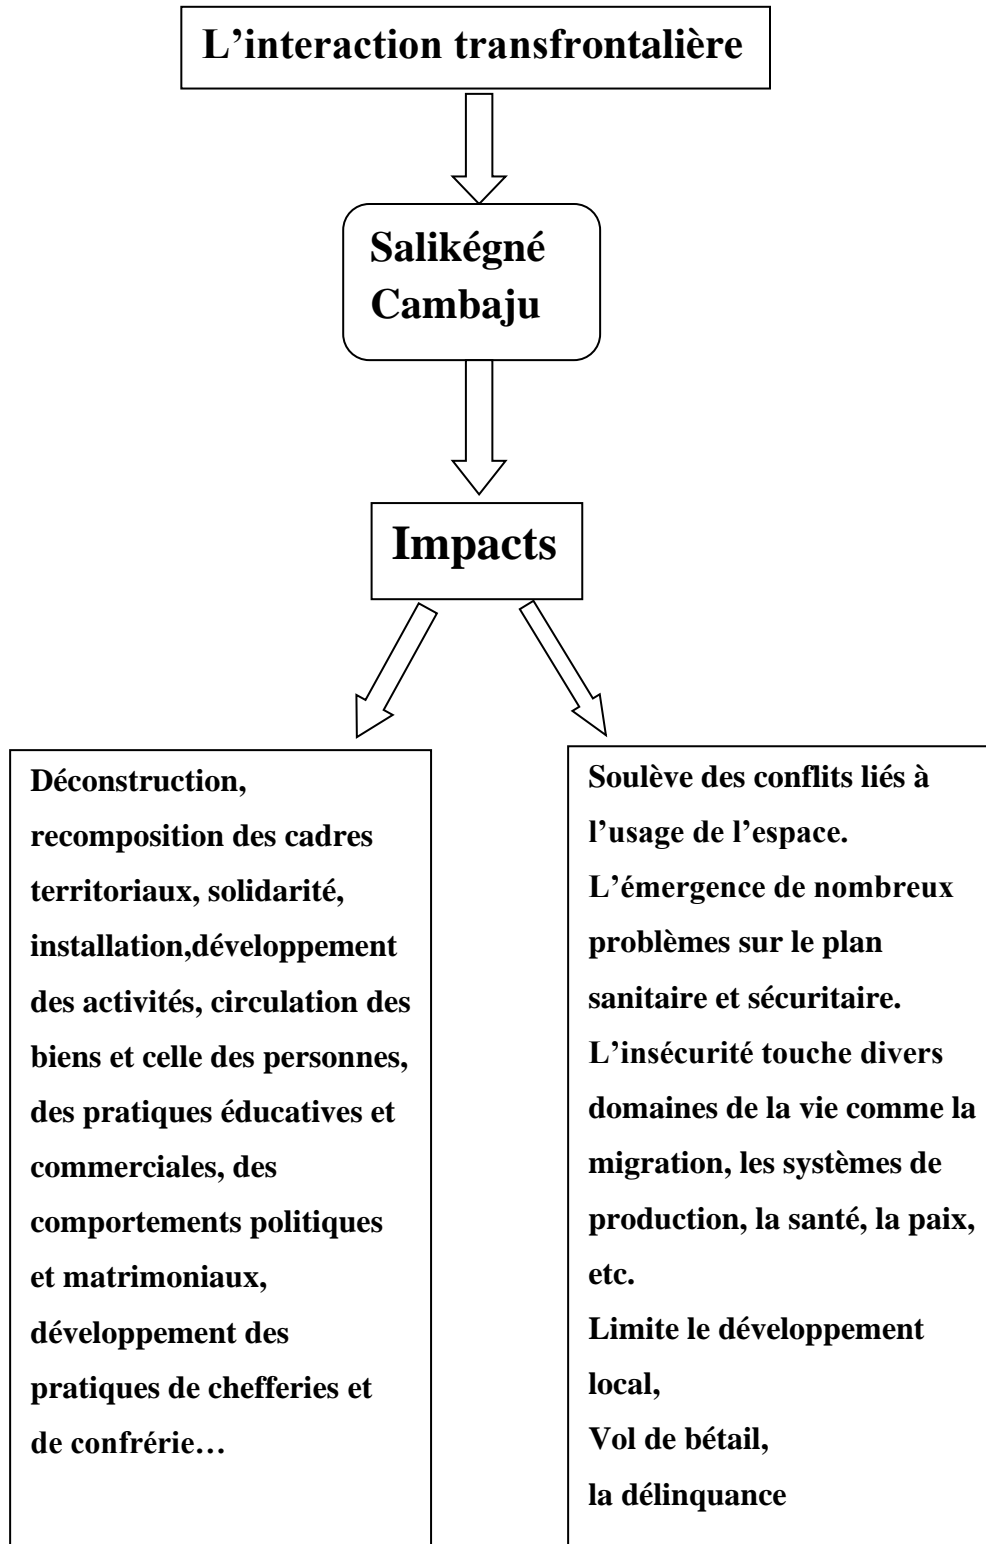 L’interaction transfrontalière
Salikégné
Cambaju
Impacts
Déconstruction,
recomposition des cadres
territoriaux, solidarité,
installation,développement
des activités, circulation des
biens et celle des personnes,
des pratiques éducatives et
commerciales, des
comportements politiques
et matrimoniaux,
développement des
pratiques de chefferies et
de confrérie…
Soulève des conflits liés à
l’usage de l’espace.
L’émergence de nombreux
problèmes sur le plan
sanitaire et sécuritaire.
L’insécurité touche divers
domaines de la vie comme la
migration, les systèmes de
production, la santé, la paix,
etc.
Limite le développement
local,
Vol de bétail,
la délinquance